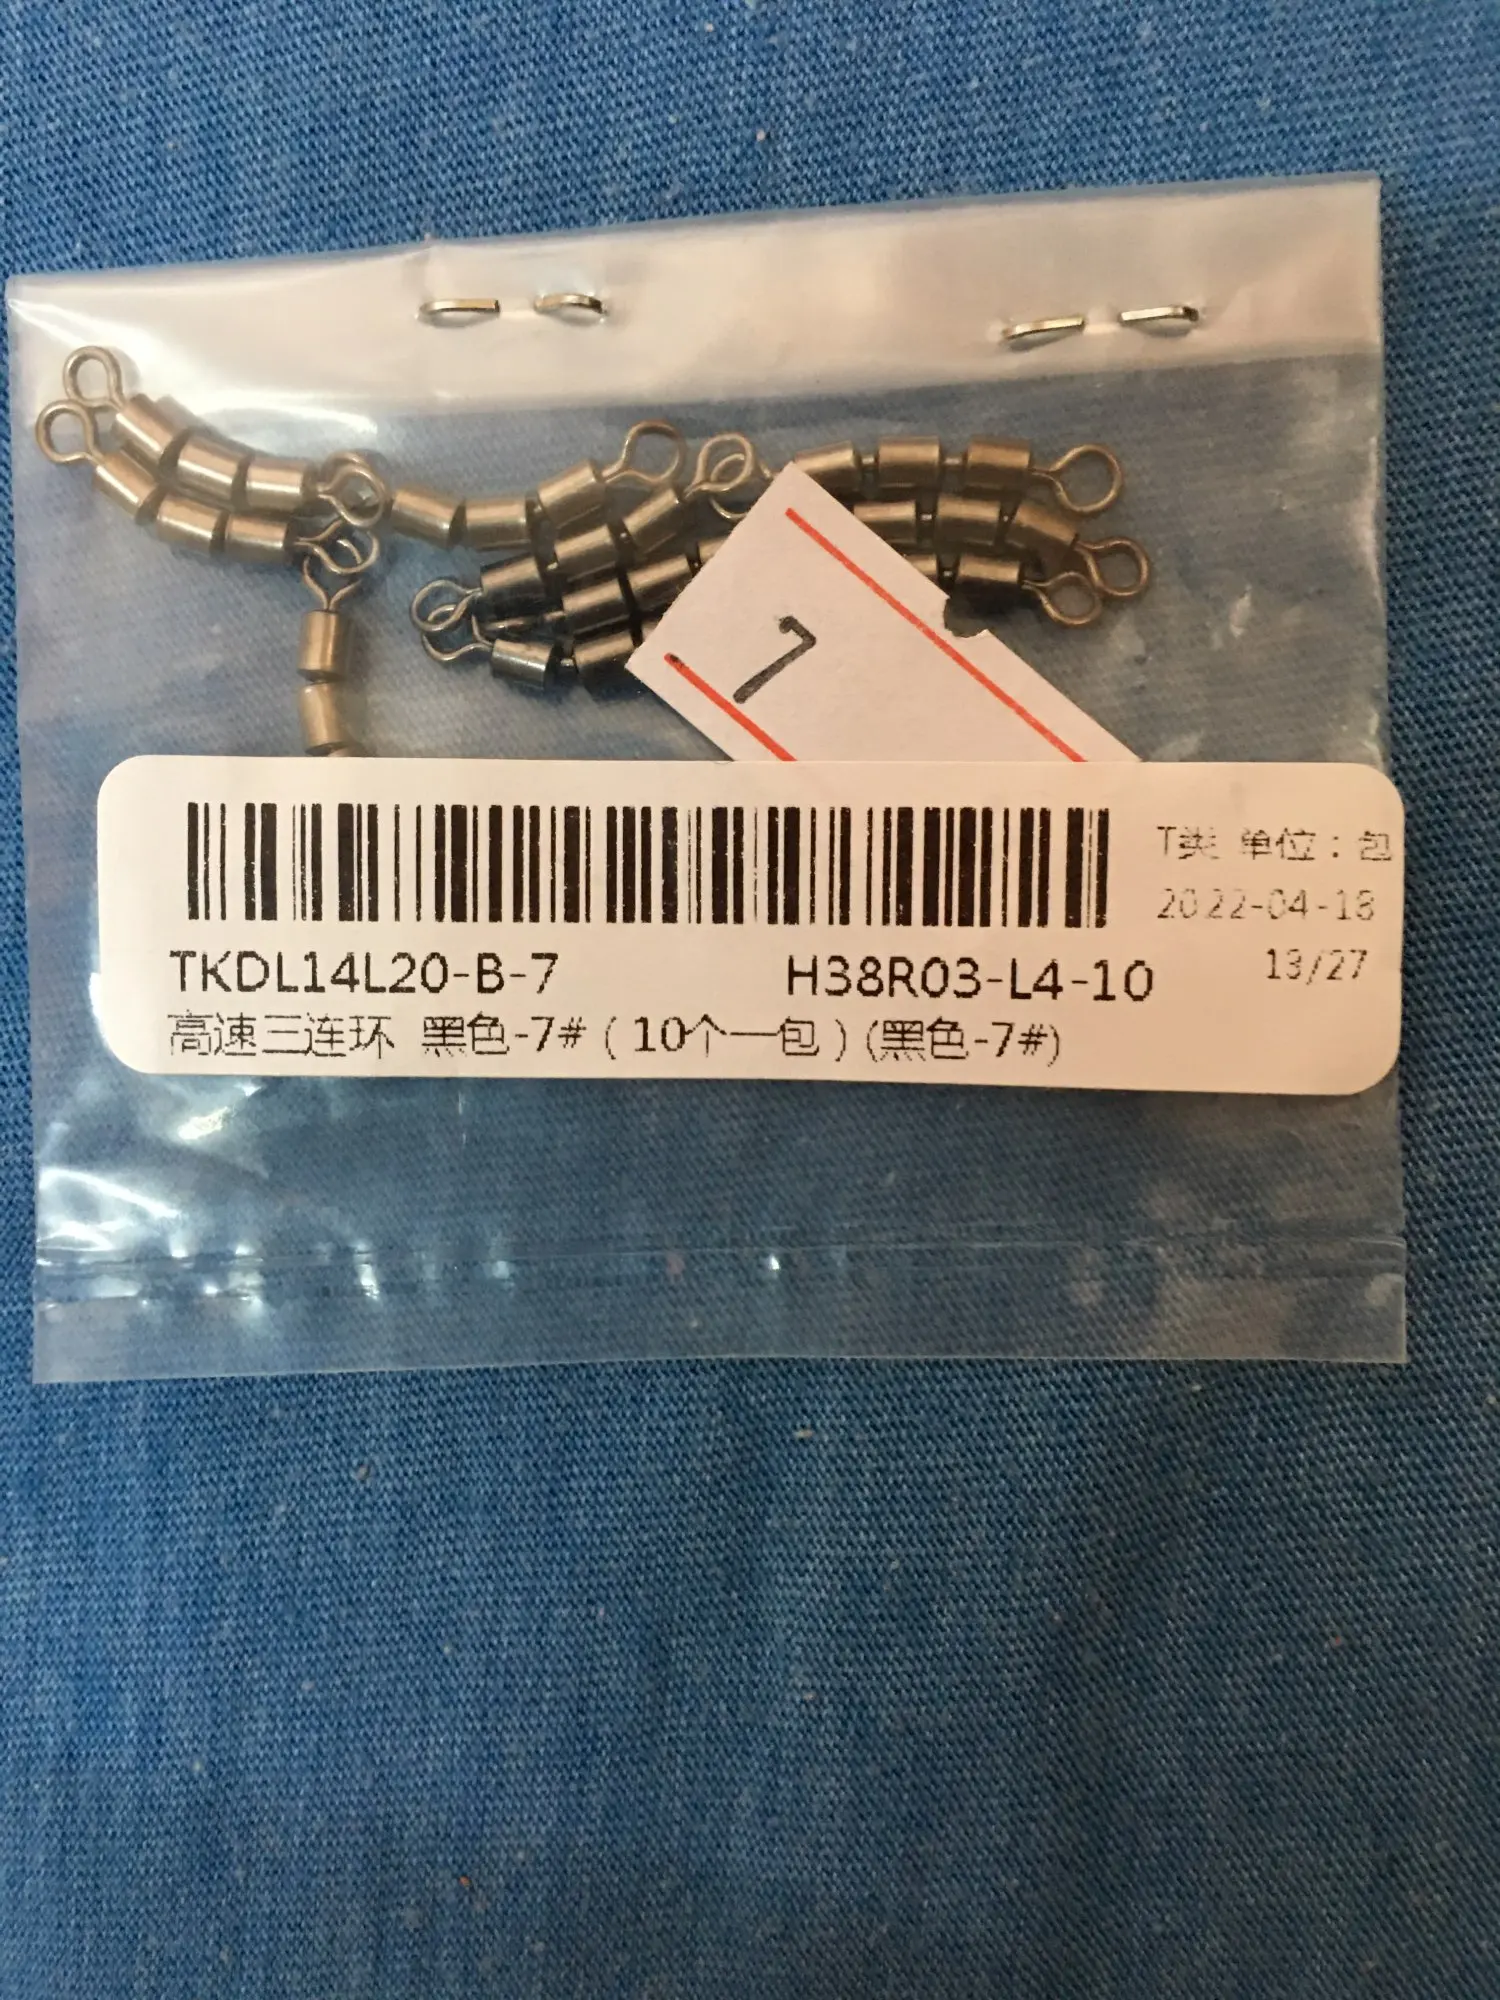 7
T类 单位：包
2022-04-18
13/27
TKDL14L20-B-7 H38R03-L4-10
高速三连环 黑色-7#（10个一包）(黑色-7#)